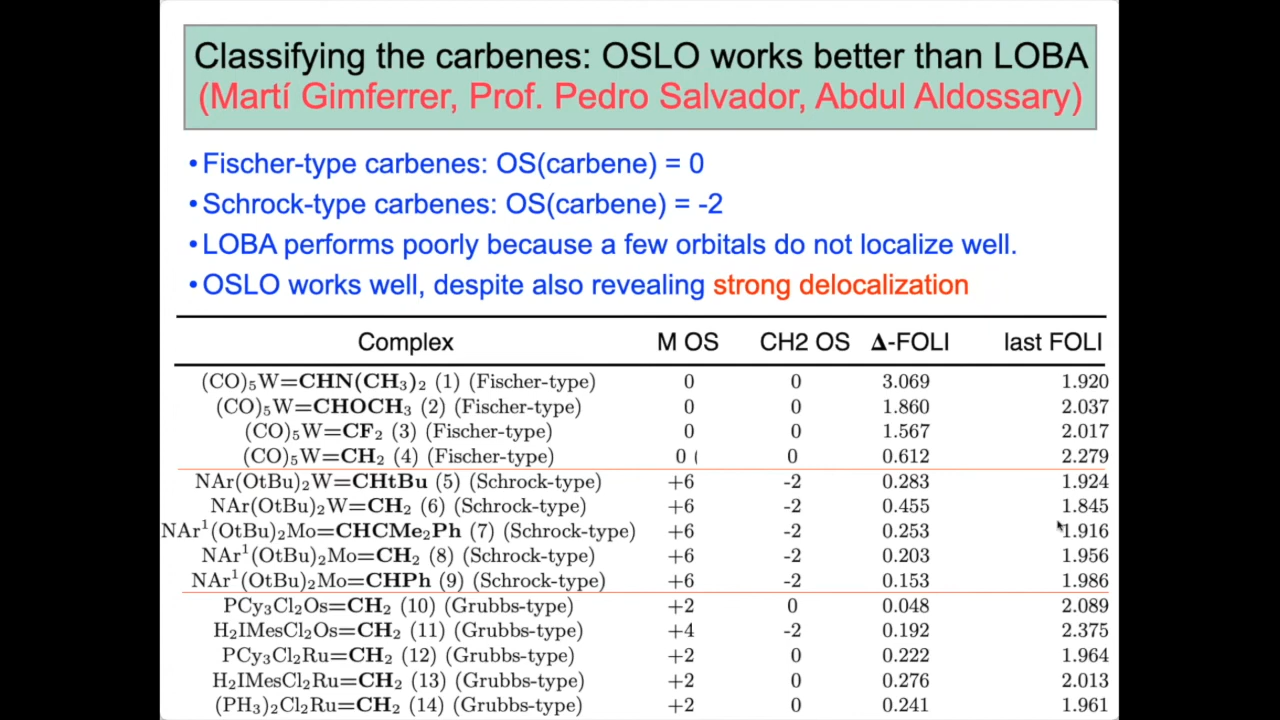 Classifying the carbenes: OSLO works better than LOBA
(Martí Gimferrer, Prof. Pedro Salvador, Abdul Aldossary)
• Fischer-type carbenes: OS(carbene) = 0
• Schrock-type carbenes: OS(carbene) = -2
• LOBA performs poorly because a few orbitals do not localize well.
• OSLO works well, despite also revealing strong delocalization
Complex M OS CH2 OS Δ-FOLI last FOLI
(CO)₅W=CHN(CH₃)₂ (1) (Fischer-type) 0 0 3.069 1.920
(CO)₅W=CHOCH₃ (2) (Fischer-type) 0 0 1.860 2.037
(CO)₅W=CF₂ (3) (Fischer-type) 0 0 1.567 2.017
(CO)₅W=CH₂ (4) (Fischer-type) 0 ( 0 0.612 2.279
NAr(OtBu)₂W=CHtBu (5) (Schrock-type) +6 -2 0.283 1.924
NAr(OtBu)₂W=CH₂ (6) (Schrock-type) +6 -2 0.455 1.845
NAr¹(OtBu)₂Mo=CHCMe₂Ph (7) (Schrock-type) +6 -2 0.253 1.916
NAr¹(OtBu)₂Mo=CH₂ (8) (Schrock-type) +6 -2 0.203 1.956
NAr¹(OtBu)₂Mo=CHPh (9) (Schrock-type) +6 -2 0.153 1.986
PCy₃Cl₂Os=CH₂ (10) (Grubbs-type) +2 0 0.048 2.089
H₂IMesCl₂Os=CH₂ (11) (Grubbs-type) +4 -2 0.192 2.375
PCy₃Cl₂Ru=CH₂ (12) (Grubbs-type) +2 0 0.222 1.964
H₂IMesCl₂Ru=CH₂ (13) (Grubbs-type) +2 0 0.276 2.013
(PH₃)₂Cl₂Ru=CH₂ (14) (Grubbs-type) +2 0 0.241 1.961